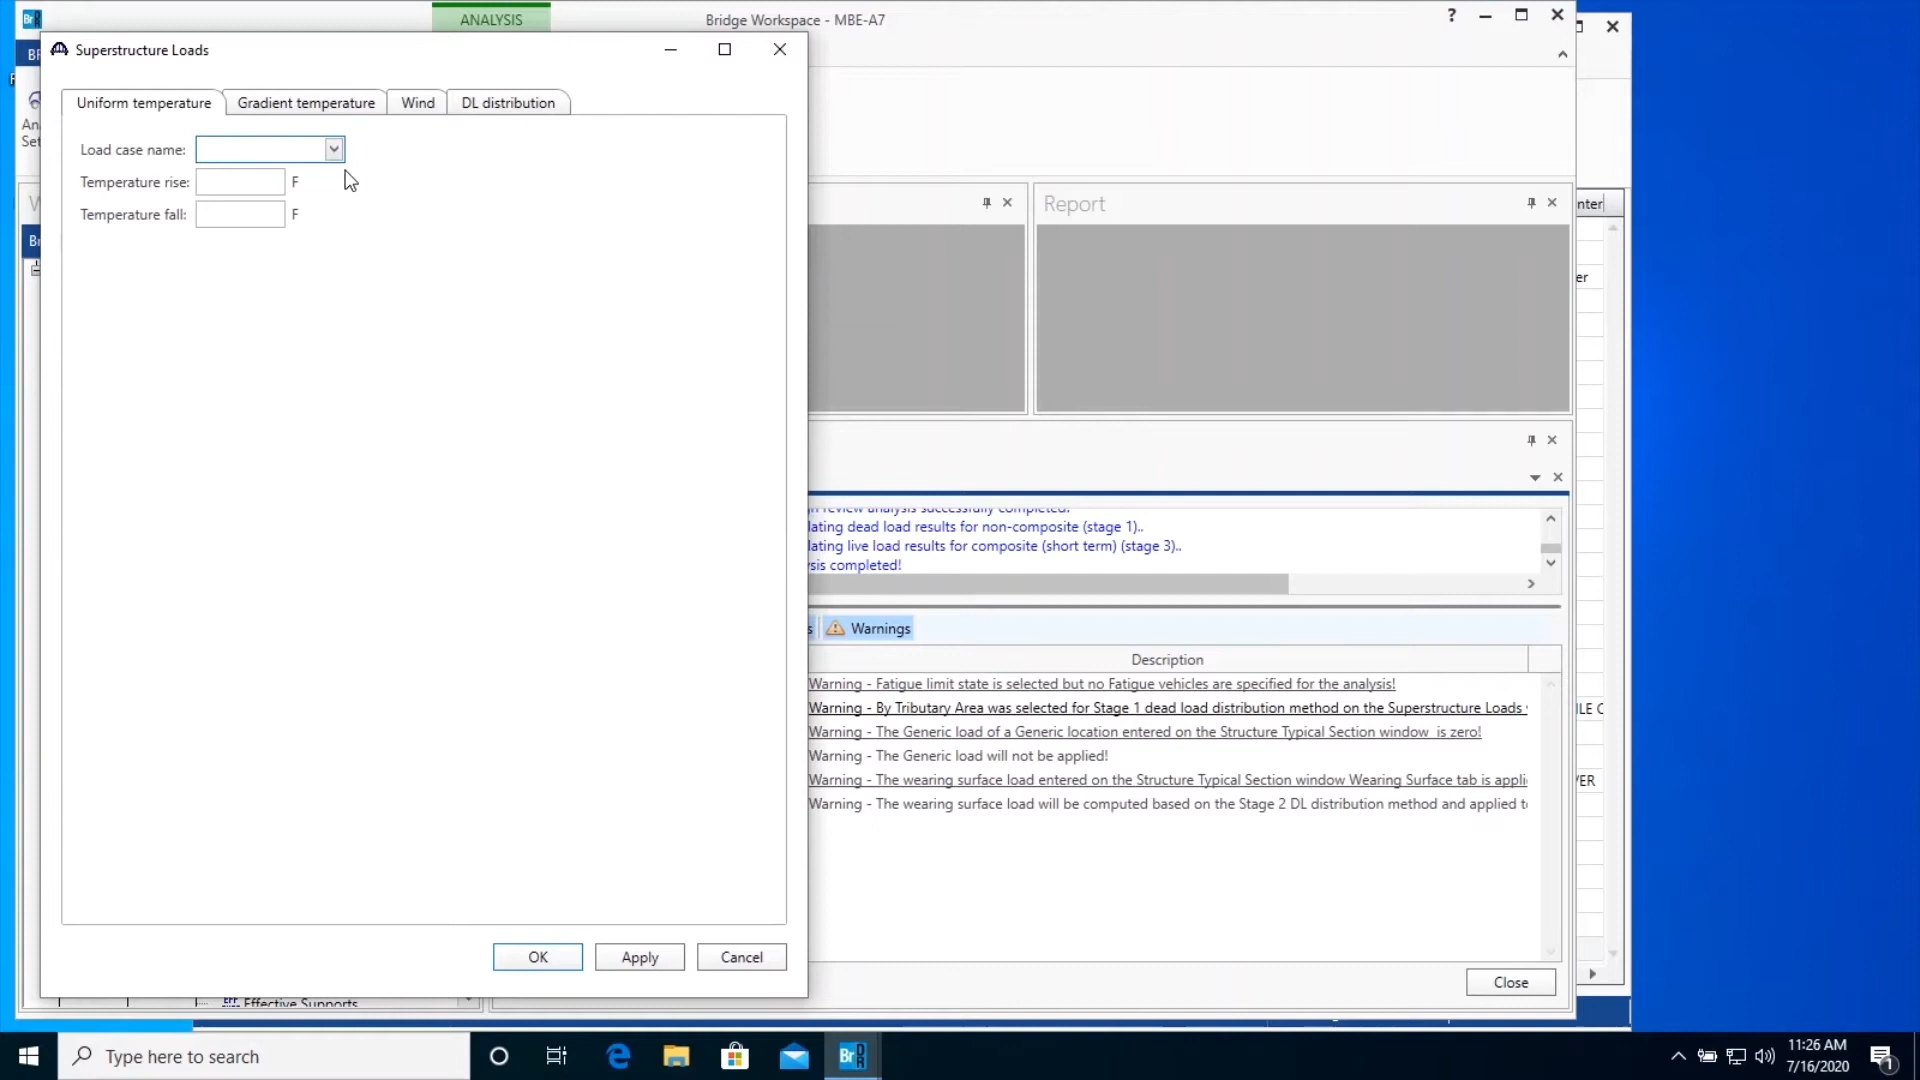 ANALYSIS
Bridge Workspace - MBE-A7
Superstructure Loads
Uniform temperature
Gradient temperature
Wind
DL distribution
Load case name:
Temperature rise:
F
Temperature fall:
F
Report
lating dead load results for non-composite (stage 1)..
lating live load results for composite (short term) (stage 3)..
sis completed!
Warnings
Description
Warning - Fatigue limit state is selected but no Fatigue vehicles are specified for the analysis!
Warning - By Tributary Area was selected for Stage 1 dead load distribution method on the Superstructure Loads
Warning - The Generic load of a Generic location entered on the Structure Typical Section window is zero!
Warning - The Generic load will not be applied!
Warning - The wearing surface load entered on the Structure Typical Section window Wearing Surface tab is appli
Warning - The wearing surface load will be computed based on the Stage 2 DL distribution method and applied t
OK
Apply
Cancel
Close
Effective Supports
Type here to search
11:26 AM
7/16/2020
1